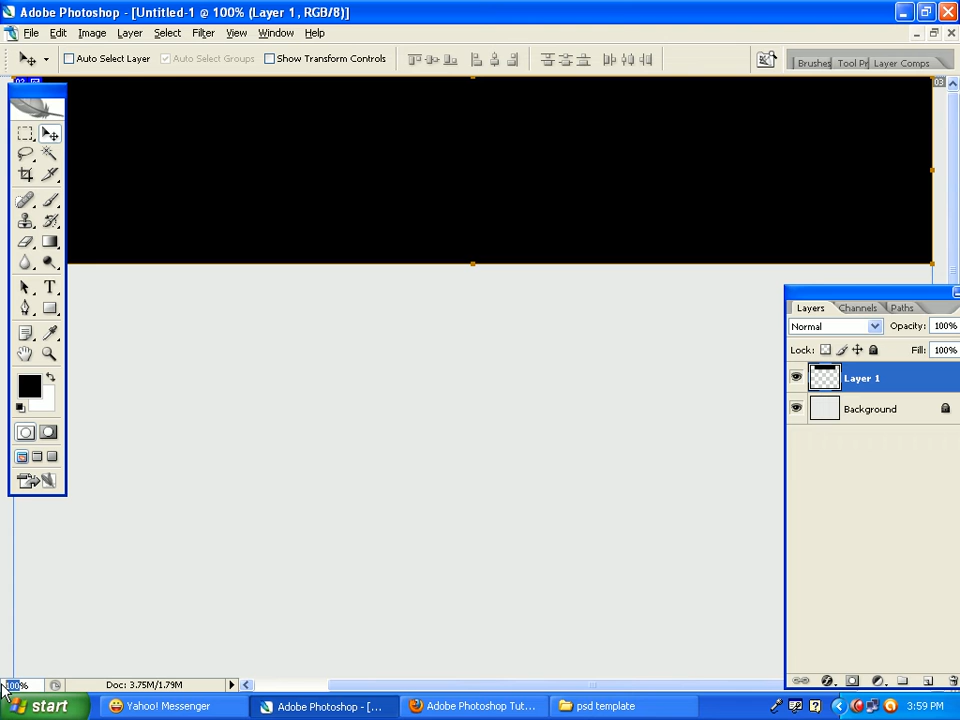 Adobe Photoshop - [Untitled-1 @ 100% (Layer 1, RGB/8)]
File Edit Image Layer Select Filter View Window Help
Auto Select Layer Auto Select Groups Show Transform Controls
Brushes Tool Pr Layer Comps
03
Layers Channels Paths
Normal Opacity: 100%
Lock: Fill: 100%
Layer 1
Background
100% Doc: 3.75M/1.79M
start Yahoo! Messenger Adobe Photoshop - [... Adobe Photoshop Tut... psd template 3:59 PM